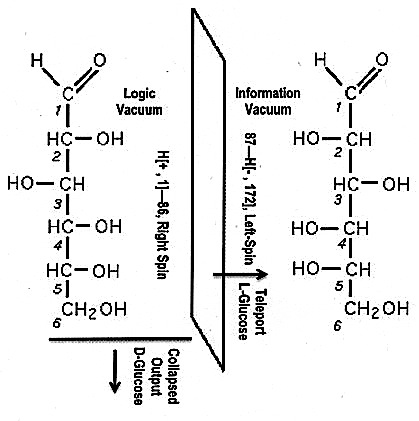 H O
C
1
HC—OH
2
HO—CH
3
HC—OH
4
HC—OH
5
CH2OH
6
Logic
Vacuum
H[+ , 1]—86, Right Spin
Collapsed
Output
D-Glucose
Information
Vacuum
87—H[- , 172], Left-Spin
Teleport
L-Glucose
H O
C
1
HO—CH
2
HC—OH
3
HO—CH
4
HO—CH
5
CH2OH
6